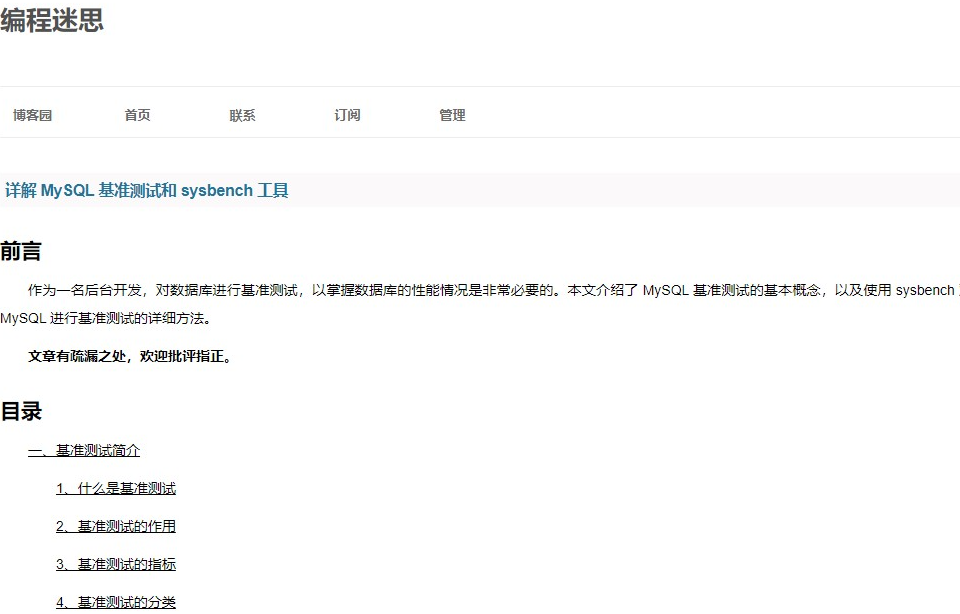 编程迷思
博客园 首页 联系 订阅 管理
详解 MySQL 基准测试和 sysbench 工具
前言
作为一名后台开发，对数据库进行基准测试，以掌握数据库的性能情况是非常必要的。本文介绍了 MySQL 基准测试的基本概念，以及使用 sysbench
MySQL 进行基准测试的详细方法。
文章有疏漏之处，欢迎批评指正。
目录
一、基准测试简介
1、什么是基准测试
2、基准测试的作用
3、基准测试的指标
4、基准测试的分类